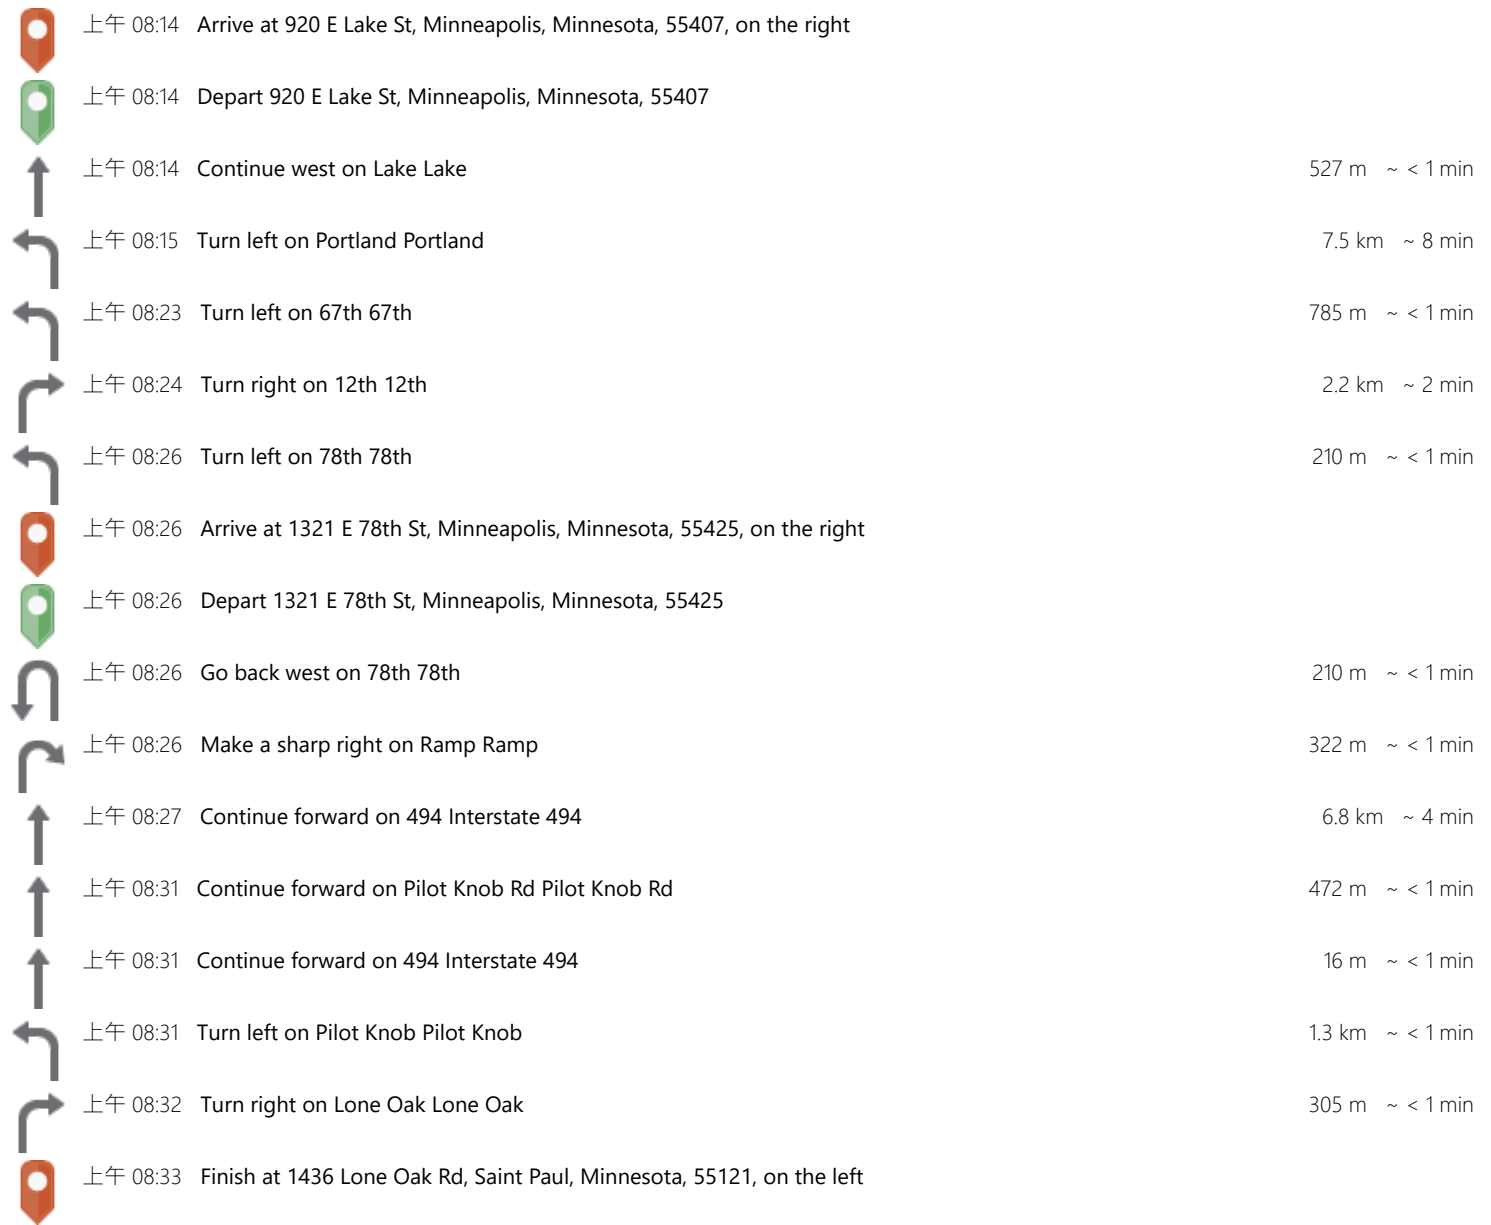 上午 08:14 Arrive at 920 E Lake St, Minneapolis, Minnesota, 55407, on the right
上午 08:14 Depart 920 E Lake St, Minneapolis, Minnesota, 55407
上午 08:14 Continue west on Lake Lake 527 m ~ < 1 min
上午 08:15 Turn left on Portland Portland 7.5 km ~ 8 min
上午 08:23 Turn left on 67th 67th 785 m ~ < 1 min
上午 08:24 Turn right on 12th 12th 2.2 km ~ 2 min
上午 08:26 Turn left on 78th 78th 210 m ~ < 1 min
上午 08:26 Arrive at 1321 E 78th St, Minneapolis, Minnesota, 55425, on the right
上午 08:26 Depart 1321 E 78th St, Minneapolis, Minnesota, 55425
上午 08:26 Go back west on 78th 78th 210 m ~ < 1 min
上午 08:26 Make a sharp right on Ramp Ramp 322 m ~ < 1 min
上午 08:27 Continue forward on 494 Interstate 494 6.8 km ~ 4 min
上午 08:31 Continue forward on Pilot Knob Rd Pilot Knob Rd 472 m ~ < 1 min
上午 08:31 Continue forward on 494 Interstate 494 16 m ~ < 1 min
上午 08:31 Turn left on Pilot Knob Pilot Knob 1.3 km ~ < 1 min
上午 08:32 Turn right on Lone Oak Lone Oak 305 m ~ < 1 min
上午 08:33 Finish at 1436 Lone Oak Rd, Saint Paul, Minnesota, 55121, on the left